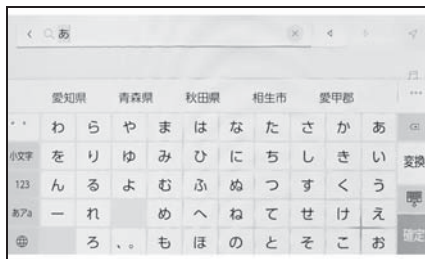 あ
愛知県 青森県 秋田県 相生市 愛甲郡
わ ら や ま は な た さ か あ
小文字 を り ゆ み ひ に ち し き い 変換
123 ん る よ む ふ ぬ つ す く う
あアa ー れ め へ ね て せ け え
ろ 、。 も ほ の と そ こ お 確定